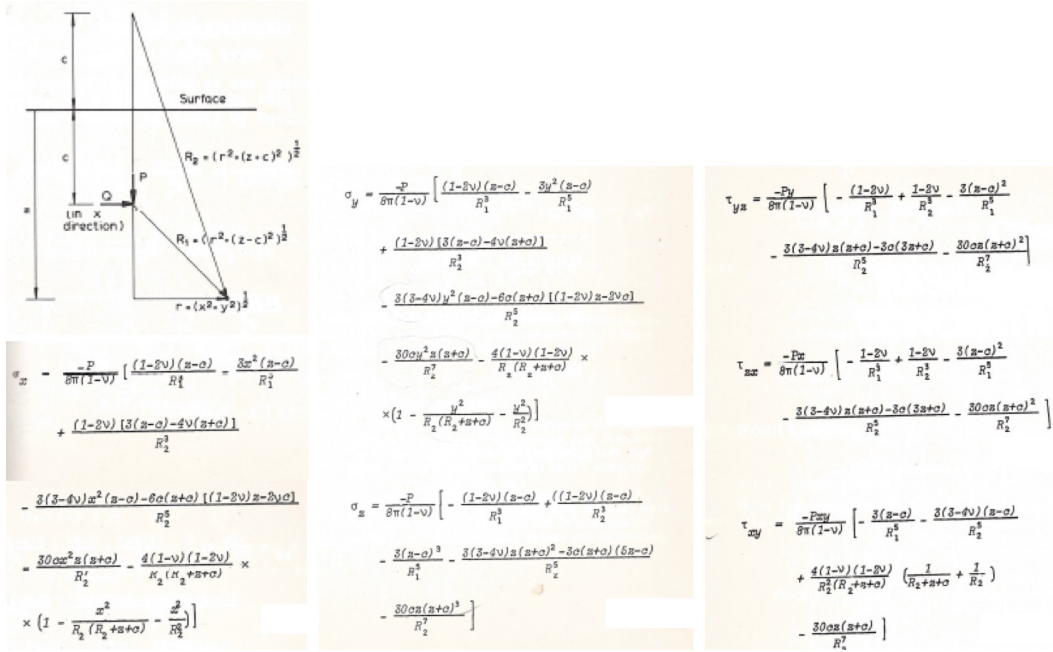 c
Surface
c
R₂ = (r² + (z+c)²)^½
P
Q
(in x
direction)
z
R₁ = (r² + (z-c)²)^½
r = (x² + y²)^½
σ_x = -P/8π(1-ν) [ (1-2ν)(z-c)/R₁³ - 3x²(z-c)/R₁⁵
+ (1-2ν)[3(z-c)-4ν(z+c)]/R₂³
- 3(3-4ν)x²(z-c)-6c(z+c)[(1-2ν)z-2νc]/R₂⁵
= 30cx²z(z+c)/R₂⁷ - 4(1-ν)(1-2ν)/R₂(R₂+z+c) ×
× (1 - x²/R₂(R₂+z+c) - x²/R₂²)]
σ_y = -P/8π(1-ν) [ (1-2ν)(z-c)/R₁³ - 3y²(z-c)/R₁⁵
+ (1-2ν)[3(z-c)-4ν(z+c)]/R₂³
- 3(3-4ν)y²(z-c)-6c(z+c)[(1-2ν)z-2νc]/R₂⁵
- 30cy²z(z+c)/R₂⁷ - 4(1-ν)(1-2ν)/R₂(R₂+z+c) ×
×(1 - y²/R₂(R₂+z+c) - y²/R₂²)]
σ_z = -P/8π(1-ν) [ - (1-2ν)(z-c)/R₁³ + ((1-2ν)(z-c)/R₂³
- 3(z-c)³/R₁⁵ - 3(3-4ν)z(z+c)²-3c(z+c)(5z-c)/R₂⁵
- 30cz(z+c)³/R₂⁷ ]
τ_yz = -Py/8π(1-ν) [ - (1-2ν)/R₁³ + 1-2ν/R₂³ - 3(z-c)²/R₁⁵
- 3(3-4ν)z(z+c)-3c(3z+c)/R₂⁵ - 30cz(z+c)²/R₂⁷ ]
τ_zx = -Px/8π(1-ν) [ - 1-2ν/R₁³ + 1-2ν/R₂³ - 3(z-c)²/R₁⁵
- 3(3-4ν)z(z+c)-3c(3z+c)/R₂⁵ - 30cz(z+c)²/R₂⁷ ]
τ_xy = -Pxy/8π(1-ν) [ - 3(z-c)/R₁⁵ - 3(3-4ν)(z-c)/R₂⁵
+ 4(1-ν)(1-2ν)/R₂²(R₂+z+c) (1/R₂+z+c + 1/R₂)
- 30cz(z+c)/R₂⁷ ]